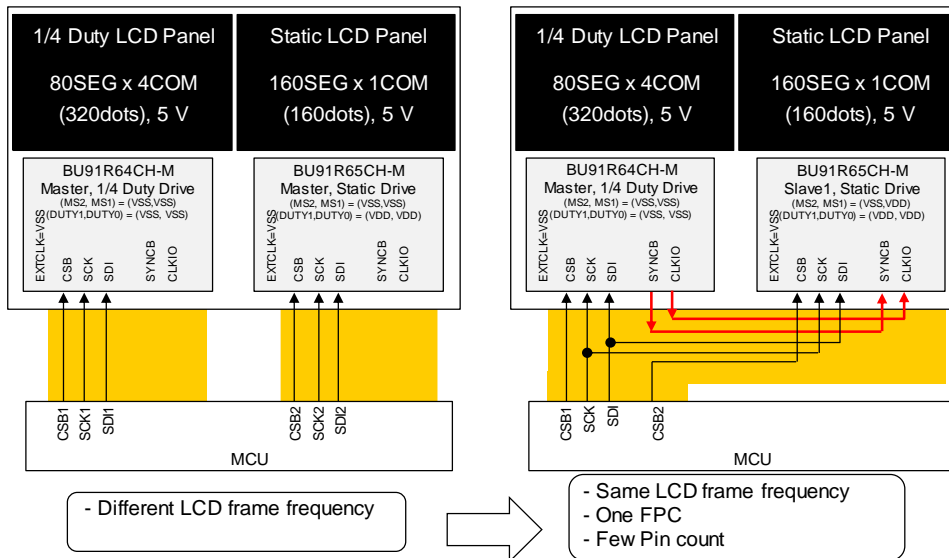 1/4 Duty LCD Panel
80SEG x 4COM
(320dots), 5 V
Static LCD Panel
160SEG x 1COM
(160dots), 5 V
BU91R64CH-M
Master, 1/4 Duty Drive
(MS2, MS1) = (VSS,VSS)
(DUTY1,DUTY0) = (VSS, VSS)
EXTCLK=VSS
CSB
SCK
SDI
SYNCB
CLKIO
BU91R65CH-M
Master, Static Drive
(MS2, MS1) = (VSS,VSS)
(DUTY1,DUTY0) = (VDD, VDD)
EXTCLK=VSS
CSB
SCK
SDI
SYNCB
CLKIO
CSB1
SCK1
SDI1
CSB2
SCK2
SDI2
MCU
- Different LCD frame frequency
1/4 Duty LCD Panel
80SEG x 4COM
(320dots), 5 V
Static LCD Panel
160SEG x 1COM
(160dots), 5 V
BU91R64CH-M
Master, 1/4 Duty Drive
(MS2, MS1) = (VSS,VSS)
(DUTY1,DUTY0) = (VSS, VSS)
EXTCLK=VSS
CSB
SCK
SDI
SYNCB
CLKIO
BU91R65CH-M
Slave1, Static Drive
(MS2, MS1) = (VSS,VDD)
(DUTY1,DUTY0) = (VDD, VDD)
EXTCLK=VSS
CSB
SCK
SDI
SYNCB
CLKIO
CSB1
SCK
SDI
CSB2
MCU
- Same LCD frame frequency
- One FPC
- Few Pin count